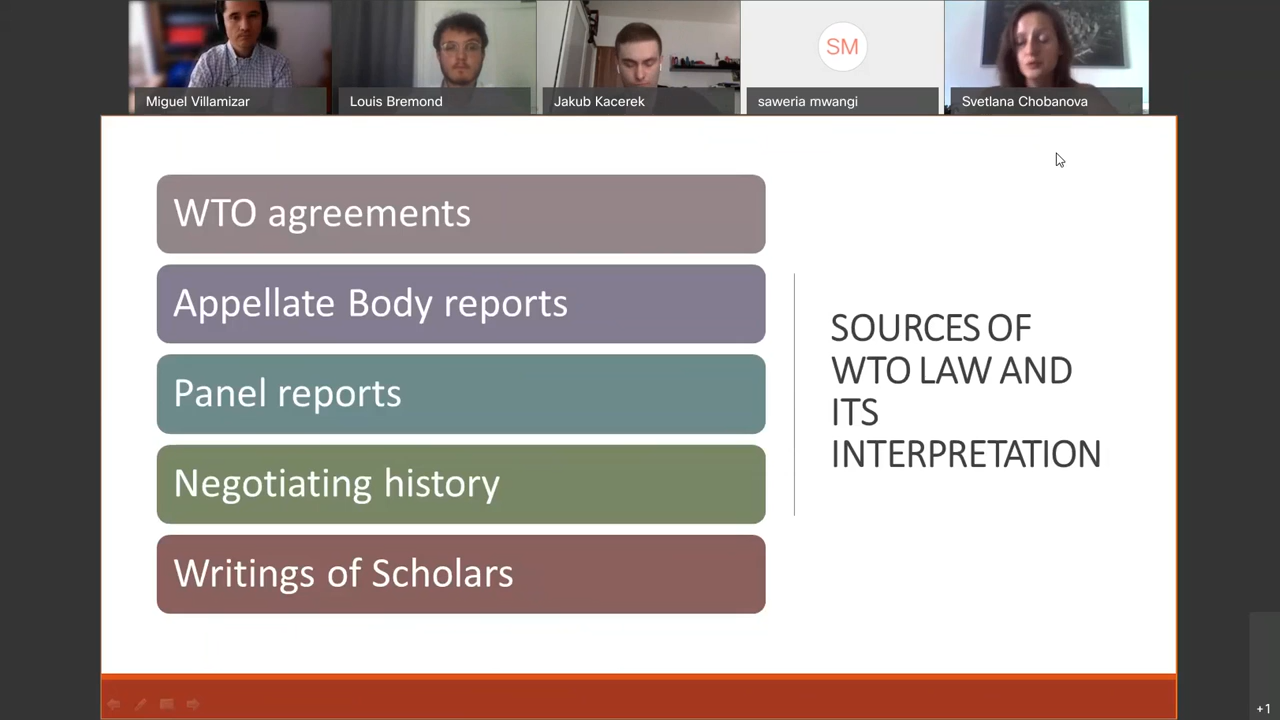 Miguel Villamizar
Louis Bremond
Jakub Kacerek
SM
saweria mwangi
Svetlana Chobanova
WTO agreements
Appellate Body reports
Panel reports
Negotiating history
Writings of Scholars
SOURCES OF
WTO LAW AND
ITS
INTERPRETATION
+1